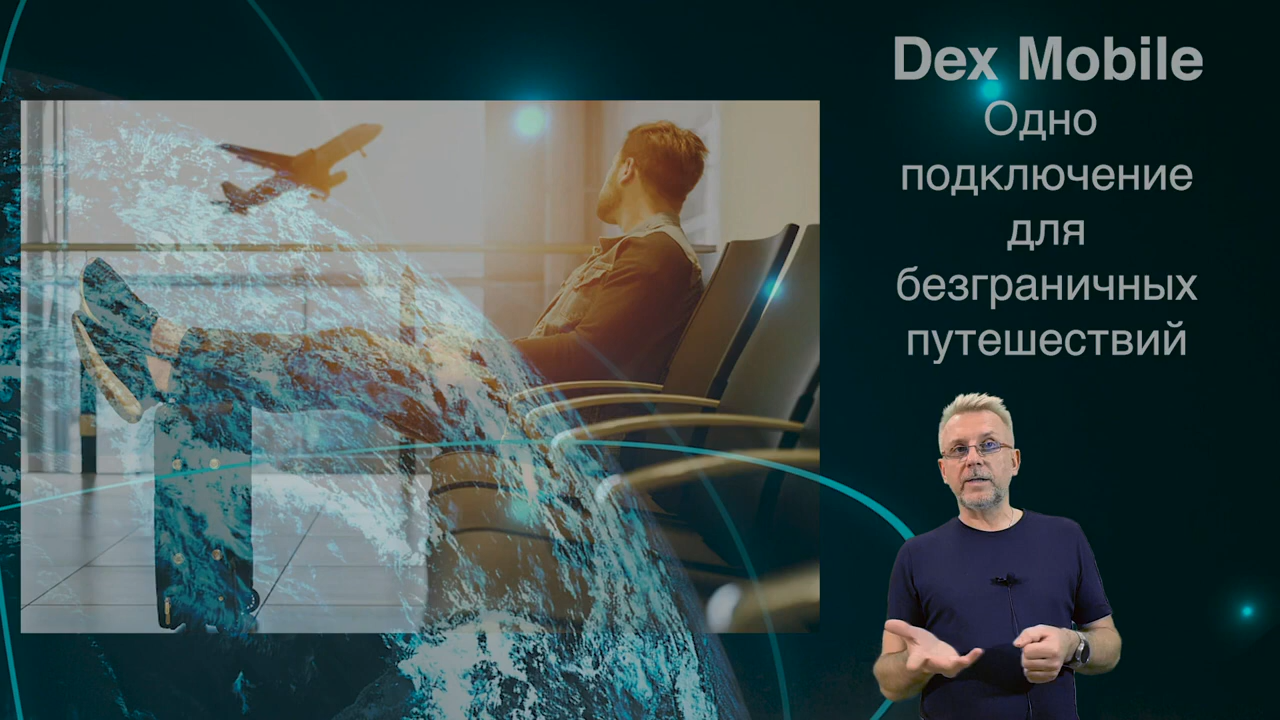 Dex Mobile
Одно
подключение
для
безграничных
путешествий